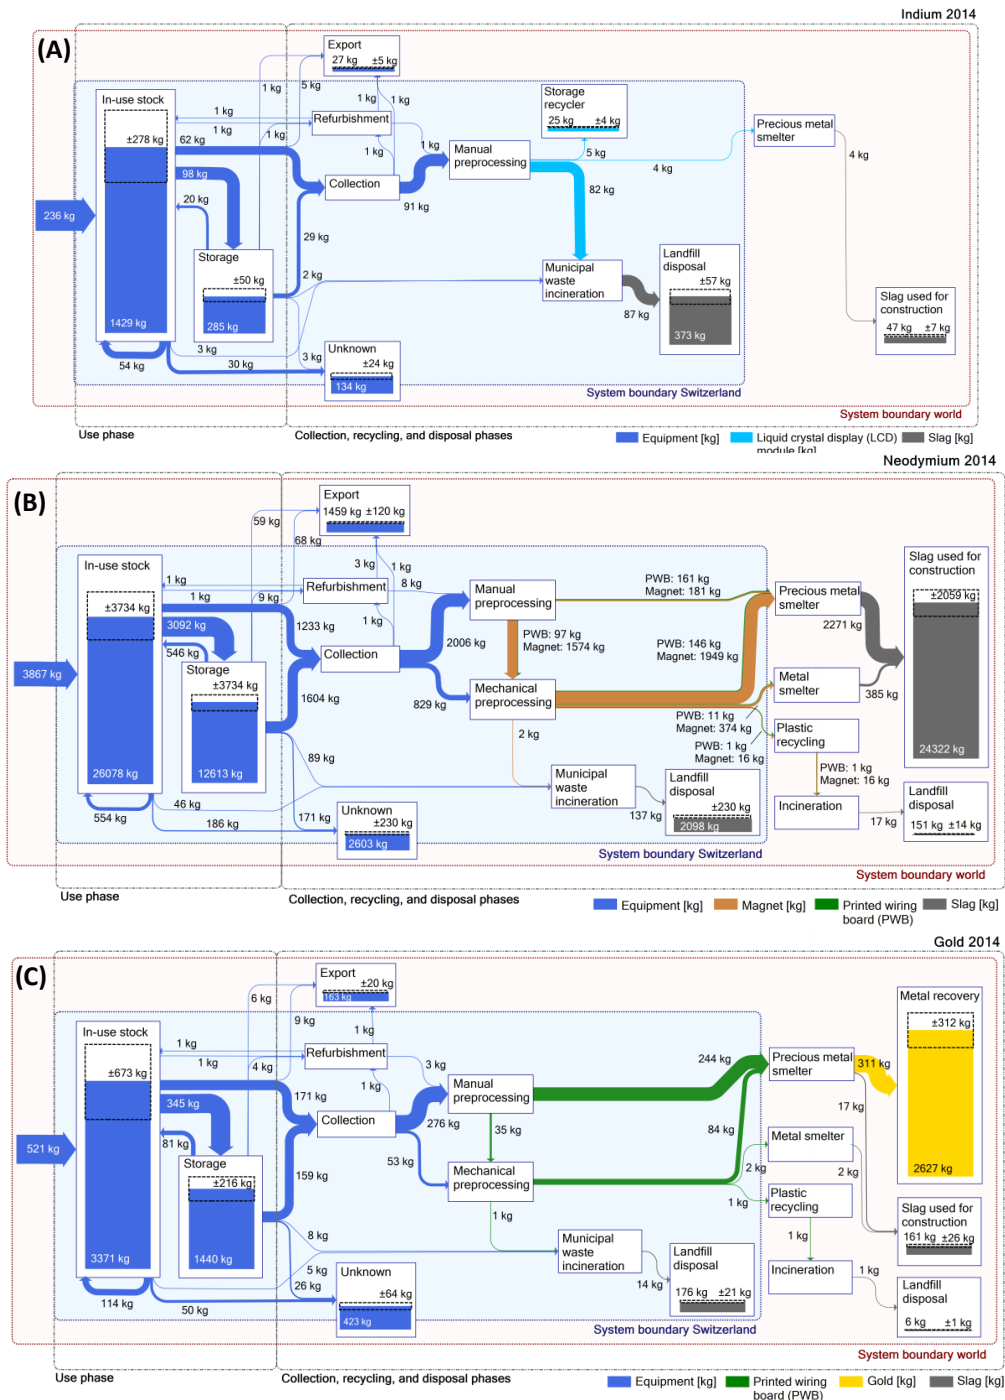 Indium 2014
(A)
Export
27 kg ±5 kg
1 kg
5 kg
1 kg
1 kg
In-use stock
±278 kg
1 kg
1 kg
1 kg
Refurbishment
62 kg
98 kg
20 kg
236 kg
1429 kg
54 kg
Storage
±50 kg
285 kg
29 kg
2 kg
3 kg
30 kg
3 kg
Collection
1 kg
1 kg
91 kg
Manual
preprocessing
Storage
recycler
25 kg ±4 kg
5 kg
82 kg
4 kg
Precious metal
smelter
4 kg
Municipal
waste
incineration
87 kg
Landfill
disposal
±57 kg
373 kg
Slag used for
construction
47 kg ±7 kg
Unknown
±24 kg
134 kg
System boundary Switzerland
System boundary world
Use phase
Collection, recycling, and disposal phases
Equipment [kg]
Liquid crystal display (LCD)
module [kg]
Slag [kg]
Neodymium 2014
(B)
Export
1459 kg ±120 kg
59 kg
68 kg
3 kg
1 kg
In-use stock
±3734 kg
1 kg
1 kg
9 kg
Refurbishment
8 kg
1233 kg
3092 kg
546 kg
3867 kg
26078 kg
554 kg
Storage
±3734 kg
12613 kg
1604 kg
89 kg
46 kg
186 kg
171 kg
Collection
1 kg
2006 kg
829 kg
Manual
preprocessing
PWB: 97 kg
Magnet: 1574 kg
Mechanical
preprocessing
2 kg
PWB: 161 kg
Magnet: 181 kg
PWB: 146 kg
Magnet: 1949 kg
PWB: 11 kg
Magnet: 374 kg
PWB: 1 kg
Magnet: 16 kg
Precious metal
smelter
2271 kg
Metal
smelter
385 kg
Plastic
recycling
PWB: 1 kg
Magnet: 16 kg
Incineration
17 kg
Slag used for
construction
±2059 kg
24322 kg
Landfill
disposal
151 kg ±14 kg
Municipal
waste
incineration
137 kg
Landfill
disposal
±230 kg
2098 kg
Unknown
±230 kg
2603 kg
System boundary Switzerland
System boundary world
Use phase
Collection, recycling, and disposal phases
Equipment [kg]
Magnet [kg]
Printed wiring
board (PWB)
Slag [kg]
Gold 2014
(C)
Export
±20 kg
163 kg
6 kg
9 kg
1 kg
In-use stock
±673 kg
1 kg
1 kg
4 kg
Refurbishment
3 kg
171 kg
345 kg
81 kg
521 kg
3371 kg
114 kg
Storage
±216 kg
1440 kg
159 kg
8 kg
5 kg
26 kg
50 kg
Collection
1 kg
276 kg
53 kg
Manual
preprocessing
35 kg
Mechanical
preprocessing
1 kg
244 kg
84 kg
2 kg
1 kg
Precious metal
smelter
311 kg
17 kg
Metal smelter
2 kg
Plastic
recycling
1 kg
Incineration
1 kg
Metal recovery
±312 kg
2627 kg
Slag used for
construction
161 kg ±26 kg
Landfill
disposal
6 kg ±1 kg
Municipal
waste
incineration
14 kg
Landfill
disposal
176 kg ±21 kg
Unknown
±64 kg
423 kg
System boundary Switzerland
System boundary world
Use phase
Collection, recycling, and disposal phases
Equipment [kg]
Printed wiring
board (PWB)
Gold [kg]
Slag [kg]